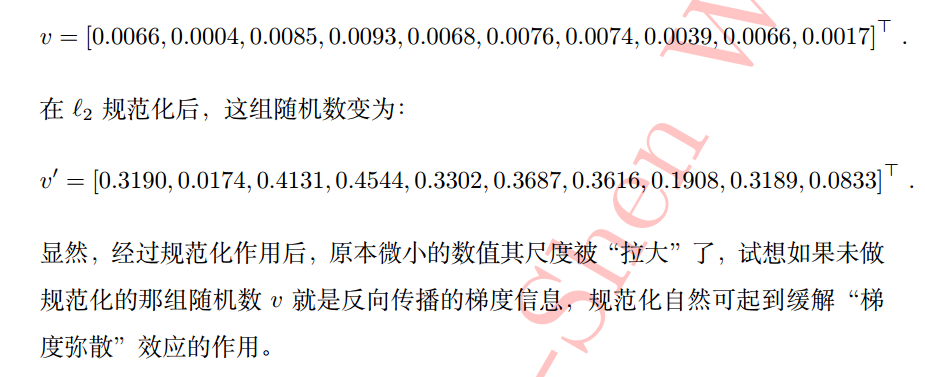 v = [0.0066, 0.0004, 0.0085, 0.0093, 0.0068, 0.0076, 0.0074, 0.0039, 0.0066, 0.0017]⊤ .
在 ℓ2 规范化后，这组随机数变为：
v′ = [0.3190, 0.0174, 0.4131, 0.4544, 0.3302, 0.3687, 0.3616, 0.1908, 0.3189, 0.0833]⊤ .
显然，经过规范化作用后，原本微小的数值其尺度被“拉大”了，试想如果未做
规范化的那组随机数 v 就是反向传播的梯度信息，规范化自然可起到缓解“梯
度弥散”效应的作用。
-Shen W